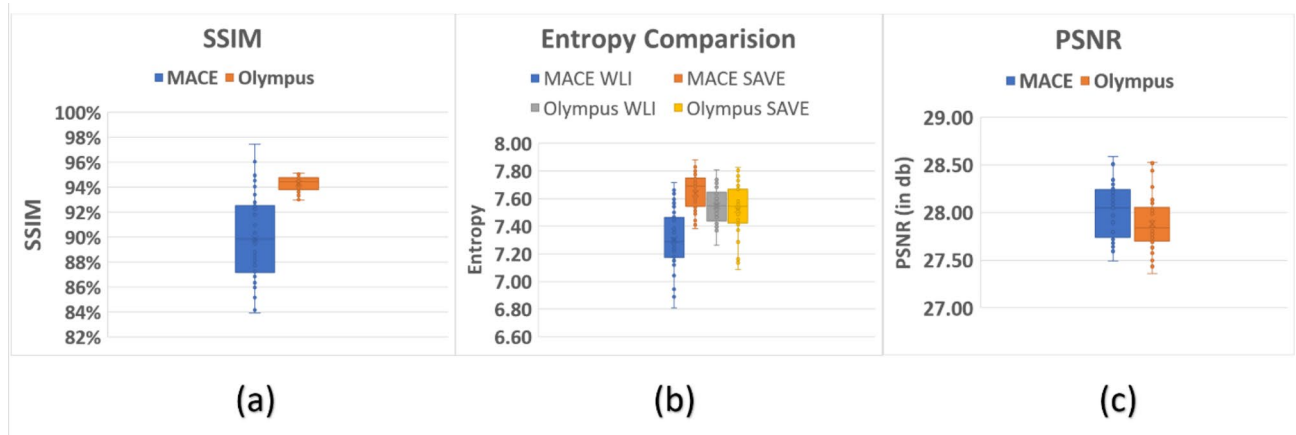 SSIM
MACE Olympus
100%
98%
96%
94%
92%
90%
88%
86%
84%
82%
SSIM
(a)
Entropy Comparision
MACE WLI MACE SAVE
Olympus WLI Olympus SAVE
8.00
7.80
7.60
7.40
7.20
7.00
6.80
6.60
Entropy
(b)
PSNR
MACE Olympus
29.00
28.50
28.00
27.50
27.00
PSNR (in db)
(c)